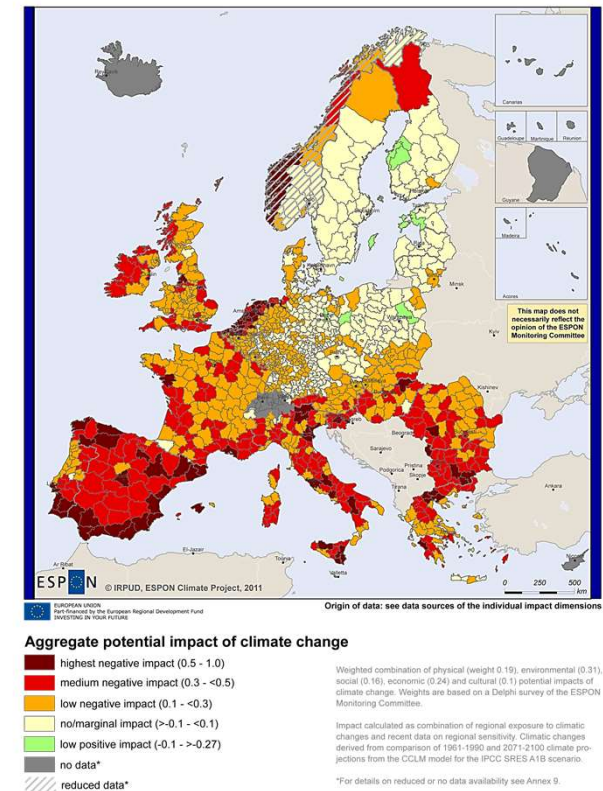 Reykjavik
Canarias
Guadeloupe Martinique Reunion
Guyane
Madeira
Acores
This map does
not necessarily reflect the
opinion of the ESPON
Monitoring Committee
Minsk
Kyiv
Kishinev
Beograd
Sarajevo
Podgorica
Pristina
Skopje
Tirana
Ankara
Ar Ribat
El-Jazair
Tounis
Valletta
Nicosia
ESPON © IRPUD, ESPON Climate Project, 2011
0 250 500
km
EUROPEAN UNION
Part-financed by the European Regional Development Fund
INVESTING IN YOUR FUTURE
Origin of data: see data sources of the individual impact dimensions
Aggregate potential impact of climate change
highest negative impact (0.5 - 1.0)
medium negative impact (0.3 - <0.5)
low negative impact (0.1 - <0.3)
no/marginal impact (>-0.1 - <0.1)
low positive impact (-0.1 - >-0.27)
no data*
reduced data*
Weighted combination of physical (weight 0.19), environmental (0.31),
social (0.16), economic (0.24) and cultural (0.1) potential impacts of
climate change. Weights are based on a Delphi survey of the ESPON
Monitoring Committee.
Impact calculated as combination of regional exposure to climatic
changes and recent data on regional sensitivity. Climatic changes
derived from comparison of 1961-1990 and 2071-2100 climate pro-
jections from the CCLM model for the IPCC SRES A1B scenario.
*For details on reduced or no data availability see Annex 9.